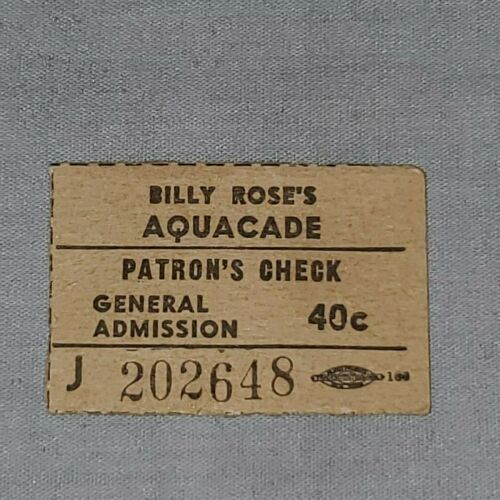 BILLY ROSE'S
AQUACADE
PATRON'S CHECK
GENERAL
ADMISSION
40c
J 202648